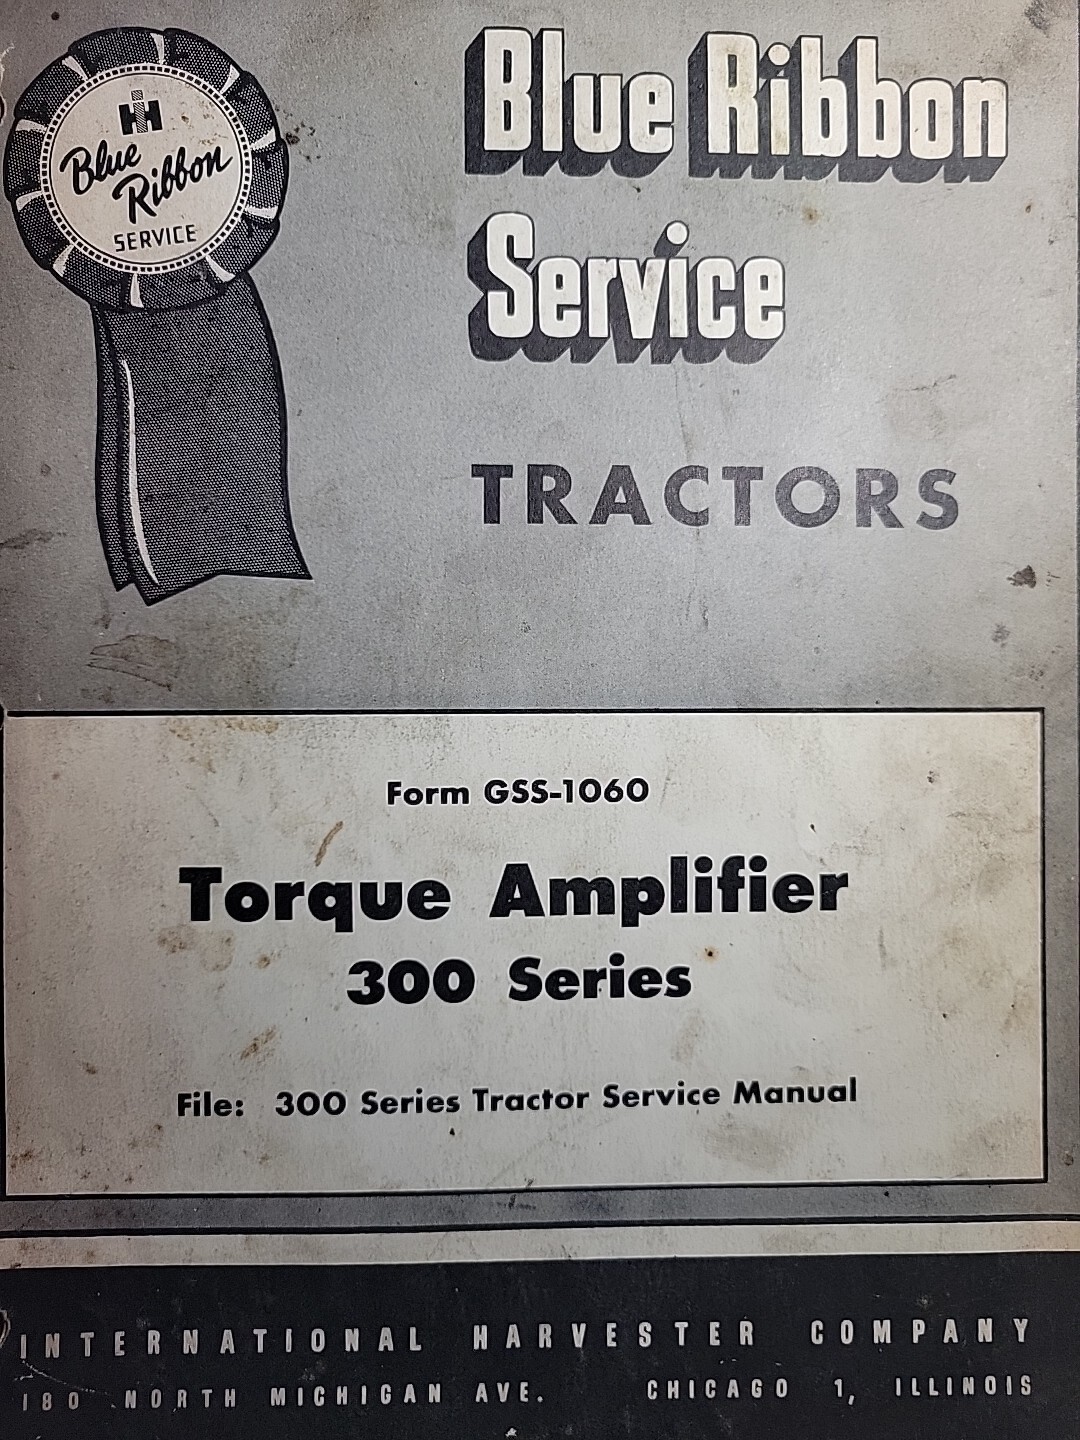 IH
Blue
Ribbon
SERVICE
Blue Ribbon
Service
TRACTORS
Form GSS-1060
Torque Amplifier
300 Series
File: 300 Series Tractor Service Manual
INTERNATIONAL HARVESTER COMPANY
180 NORTH MICHIGAN AVE. CHICAGO 1, ILLINOIS